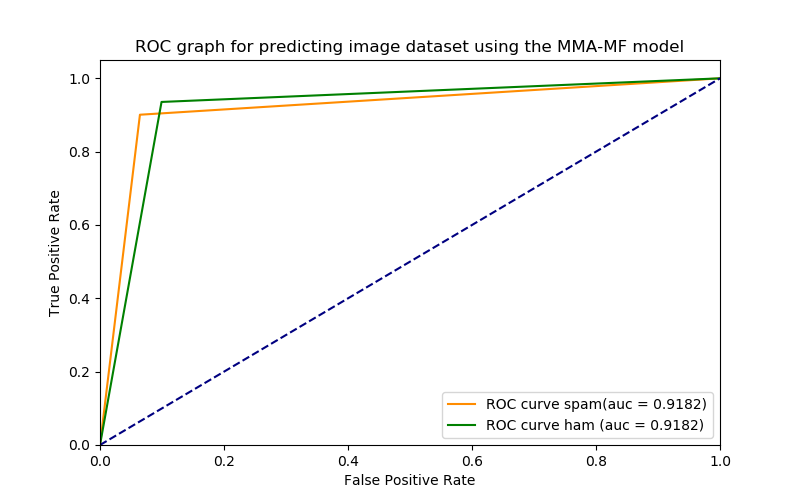 ROC graph for predicting image dataset using the MMA-MF model
1.0
0.8
0.6
0.4
0.2
0.0
True Positive Rate
ROC curve spam(auc = 0.9182)
ROC curve ham (auc = 0.9182)
0.0 0.2 0.4 0.6 0.8 1.0
False Positive Rate